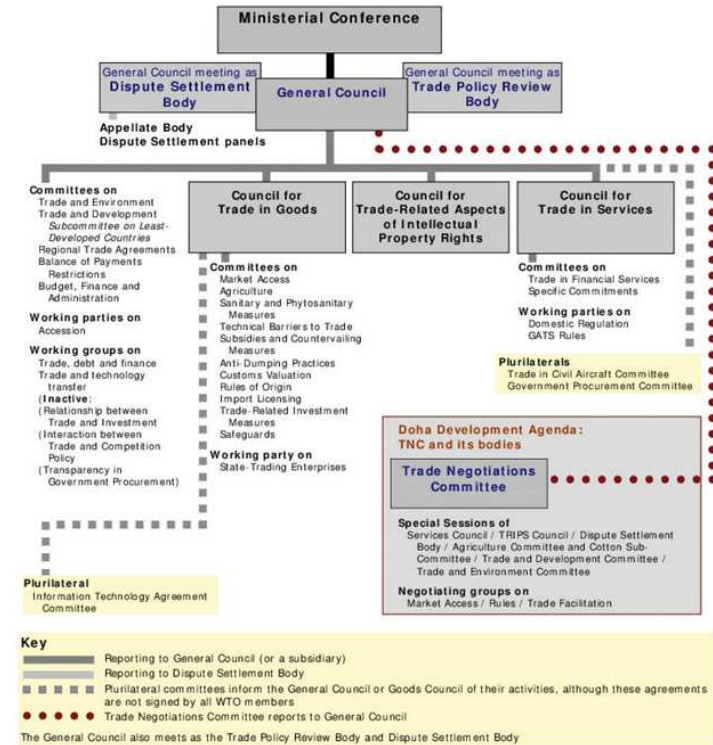 Ministerial Conference
General Council meeting as
Dispute Settlement
Body
General Council
General Council meeting as
Trade Policy Review
Body
Appellate Body
Dispute Settlement panels
Committees on
Trade and Environment
Trade and Development
Subcommittee on Least-
Developed Countries
Regional Trade Agreements
Balance of Payments
Restrictions
Budget, Finance and
Administration
Working parties on
Accession
Working groups on
Trade, debt and finance
Trade and technology
transfer
(Inactive:
(Relationship between
Trade and Investment
(Interaction between
Trade and Competition
Policy
(Transparency in
Government Procurement)
Council for
Trade in Goods
Committees on
Market Access
Agriculture
Sanitary and Phytosanitary
Measures
Technical Barriers to Trade
Subsidies and Countervailing
Measures
Anti-Dumping Practices
Customs Valuation
Rules of Origin
Import Licensing
Trade-Related Investment
Measures
Safeguards
Working party on
State-Trading Enterprises
Council for
Trade-Related Aspects
of Intellectual
Property Rights
Council for
Trade in Services
Committees on
Trade in Financial Services
Specific Commitments
Working parties on
Domestic Regulation
GATS Rules
Plurilaterals
Trade in Civil Aircraft Committee
Government Procurement Committee
Doha Development Agenda:
TNC and its bodies
Trade Negotiations
Committee
Special Sessions of
Services Council / TRIPS Council / Dispute Settlement
Body / Agriculture Committee and Cotton Sub-
Committee / Trade and Development Committee /
Trade and Environment Committee
Negotiating groups on
Market Access / Rules / Trade Facilitation
Plurilateral
Information Technology Agreement
Committee
Key
Reporting to General Council (or a subsidiary)
Reporting to Dispute Settlement Body
Plurilateral committees inform the General Council or Goods Council of their activities, although these agreements
are not signed by all WTO members
Trade Negotiations Committee reports to General Council
The General Council also meets as the Trade Policy Review Body and Dispute Settlement Body